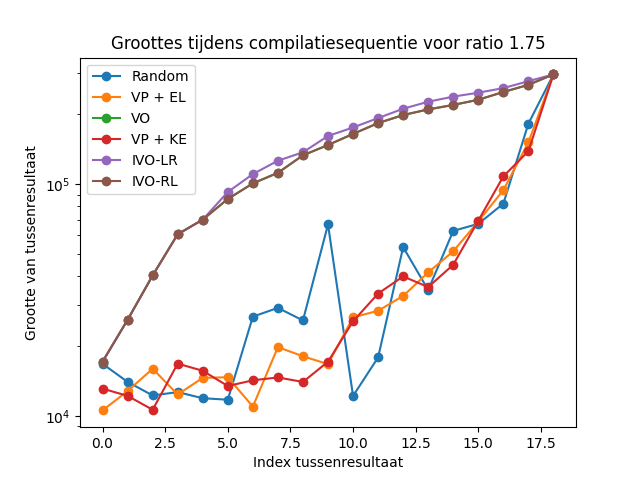 Groottes tijdens compilatiesequentie voor ratio 1.75
Random
VP + EL
VO
VP + KE
IVO-LR
IVO-RL
Grootte van tussenresultaat
10^5
10^4
0.0 2.5 5.0 7.5 10.0 12.5 15.0 17.5
Index tussenresultaat